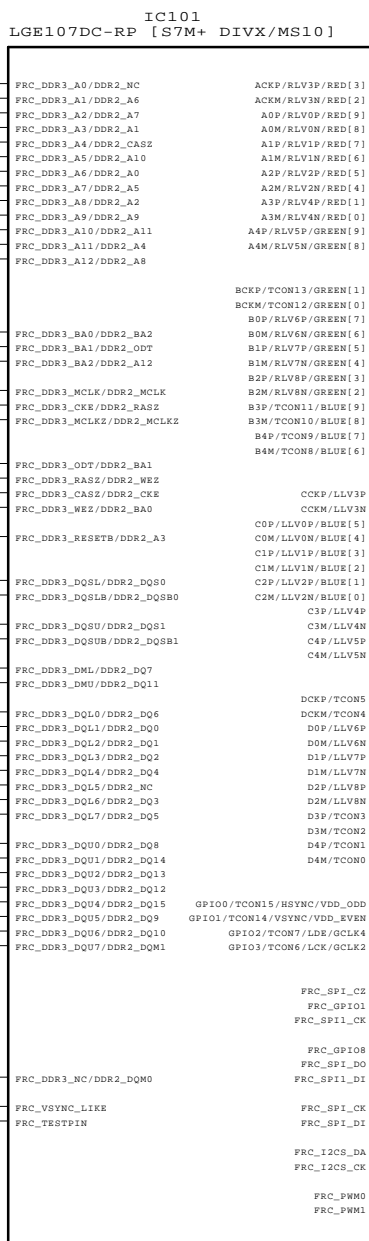 IC101
LGE107DC-RP [S7M+ DIVX/MS10]
FRC_DDR3_A0/DDR2_NC ACKP/RLV3P/RED[3]
FRC_DDR3_A1/DDR2_A6 ACKM/RLV3N/RED[2]
FRC_DDR3_A2/DDR2_A7 A0P/RLV0P/RED[9]
FRC_DDR3_A3/DDR2_A1 A0M/RLV0N/RED[8]
FRC_DDR3_A4/DDR2_CASZ A1P/RLV1P/RED[7]
FRC_DDR3_A5/DDR2_A10 A1M/RLV1N/RED[6]
FRC_DDR3_A6/DDR2_A0 A2P/RLV2P/RED[5]
FRC_DDR3_A7/DDR2_A5 A2M/RLV2N/RED[4]
FRC_DDR3_A8/DDR2_A2 A3P/RLV4P/RED[1]
FRC_DDR3_A9/DDR2_A9 A3M/RLV4N/RED[0]
FRC_DDR3_A10/DDR2_A11 A4P/RLV5P/GREEN[9]
FRC_DDR3_A11/DDR2_A4 A4M/RLV5N/GREEN[8]
FRC_DDR3_A12/DDR2_A8
BCKP/TCON13/GREEN[1]
BCKM/TCON12/GREEN[0]
B0P/RLV6P/GREEN[7]
FRC_DDR3_BA0/DDR2_BA2 B0M/RLV6N/GREEN[6]
FRC_DDR3_BA1/DDR2_ODT B1P/RLV7P/GREEN[5]
FRC_DDR3_BA2/DDR2_A12 B1M/RLV7N/GREEN[4]
B2P/RLV8P/GREEN[3]
FRC_DDR3_MCLK/DDR2_MCLK B2M/RLV8N/GREEN[2]
FRC_DDR3_CKE/DDR2_RASZ B3P/TCON11/BLUE[9]
FRC_DDR3_MCLKZ/DDR2_MCLKZ B3M/TCON10/BLUE[8]
B4P/TCON9/BLUE[7]
B4M/TCON8/BLUE[6]
FRC_DDR3_ODT/DDR2_BA1
FRC_DDR3_RASZ/DDR2_WEZ
FRC_DDR3_CASZ/DDR2_CKE CCKP/LLV3P
FRC_DDR3_WEZ/DDR2_BA0 CCKM/LLV3N
C0P/LLV0P/BLUE[5]
FRC_DDR3_RESETB/DDR2_A3 C0M/LLV0N/BLUE[4]
C1P/LLV1P/BLUE[3]
C1M/LLV1N/BLUE[2]
FRC_DDR3_DQSL/DDR2_DQS0 C2P/LLV2P/BLUE[1]
FRC_DDR3_DQSLB/DDR2_DQSB0 C2M/LLV2N/BLUE[0]
C3P/LLV4P
FRC_DDR3_DQSU/DDR2_DQS1 C3M/LLV4N
FRC_DDR3_DQSUB/DDR2_DQSB1 C4P/LLV5P
C4M/LLV5N
FRC_DDR3_DML/DDR2_DQ7
FRC_DDR3_DMU/DDR2_DQ11
DCKP/TCON5
FRC_DDR3_DQL0/DDR2_DQ6 DCKM/TCON4
FRC_DDR3_DQL1/DDR2_DQ0 D0P/LLV6P
FRC_DDR3_DQL2/DDR2_DQ1 D0M/LLV6N
FRC_DDR3_DQL3/DDR2_DQ2 D1P/LLV7P
FRC_DDR3_DQL4/DDR2_DQ4 D1M/LLV7N
FRC_DDR3_DQL5/DDR2_NC D2P/LLV8P
FRC_DDR3_DQL6/DDR2_DQ3 D2M/LLV8N
FRC_DDR3_DQL7/DDR2_DQ5 D3P/TCON3
D3M/TCON2
FRC_DDR3_DQU0/DDR2_DQ8 D4P/TCON1
FRC_DDR3_DQU1/DDR2_DQ14 D4M/TCON0
FRC_DDR3_DQU2/DDR2_DQ13
FRC_DDR3_DQU3/DDR2_DQ12
FRC_DDR3_DQU4/DDR2_DQ15 GPIO0/TCON15/HSYNC/VDD_ODD
FRC_DDR3_DQU5/DDR2_DQ9 GPIO1/TCON14/VSYNC/VDD_EVEN
FRC_DDR3_DQU6/DDR2_DQ10 GPIO2/TCON7/LDE/GCLK4
FRC_DDR3_DQU7/DDR2_DQM1 GPIO3/TCON6/LCK/GCLK2
FRC_SPI_CZ
FRC_GPIO1
FRC_SPI1_CK
FRC_GPIO8
FRC_SPI_DO
FRC_DDR3_NC/DDR2_DQM0 FRC_SPI1_DI
FRC_VSYNC_LIKE FRC_SPI_CK
FRC_TESTPIN FRC_SPI_DI
FRC_I2CS_DA
FRC_I2CS_CK
FRC_PWM0
FRC_PWM1